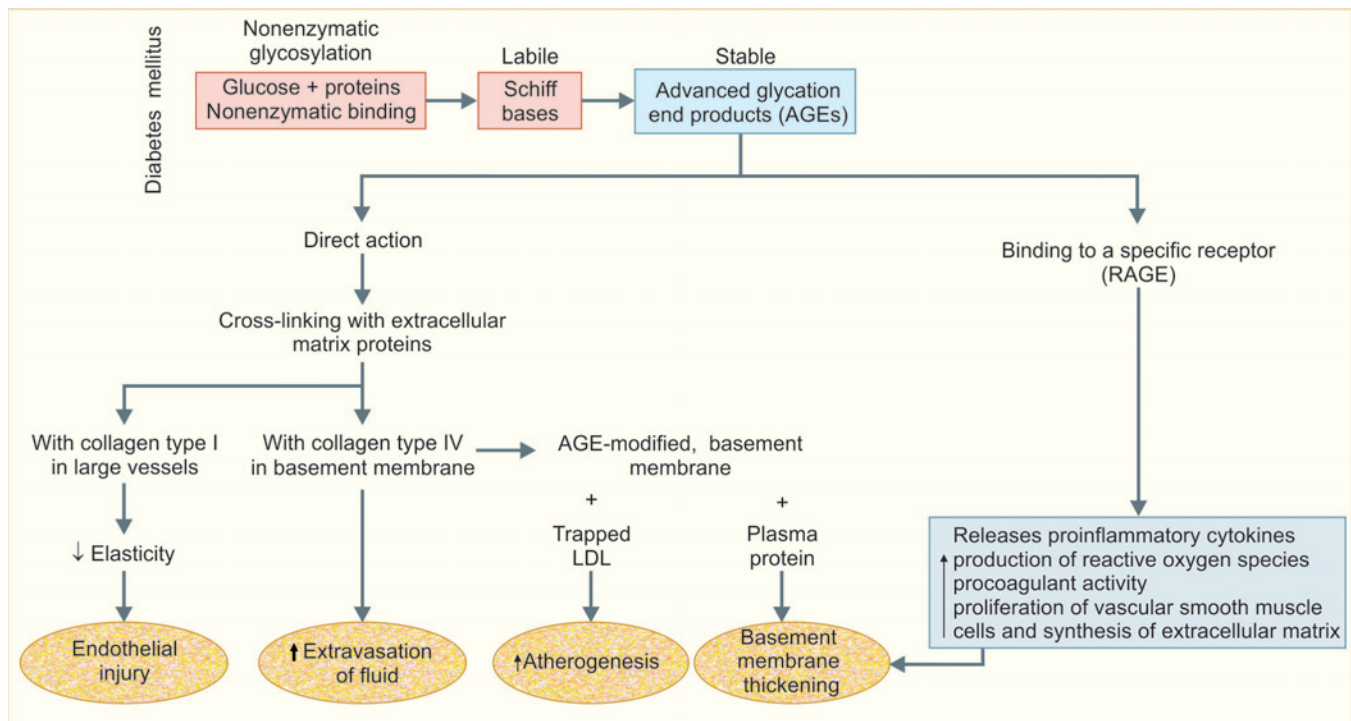 Diabetes mellitus
Nonenzymatic
glycosylation
Glucose + proteins
Nonenzymatic binding
Labile
Schiff
bases
Stable
Advanced glycation
end products (AGEs)
Direct action
Cross-linking with extracellular
matrix proteins
Binding to a specific receptor
(RAGE)
With collagen type I
in large vessels
With collagen type IV
in basement membrane
AGE-modified, basement
membrane
+
+
Trapped
LDL
Plasma
protein
↓ Elasticity
Releases proinflammatory cytokines
↑ production of reactive oxygen species
procoagulant activity
proliferation of vascular smooth muscle
cells and synthesis of extracellular matrix
Endothelial
injury
↑ Extravasation
of fluid
↑Atherogenesis
Basement
membrane
thickening